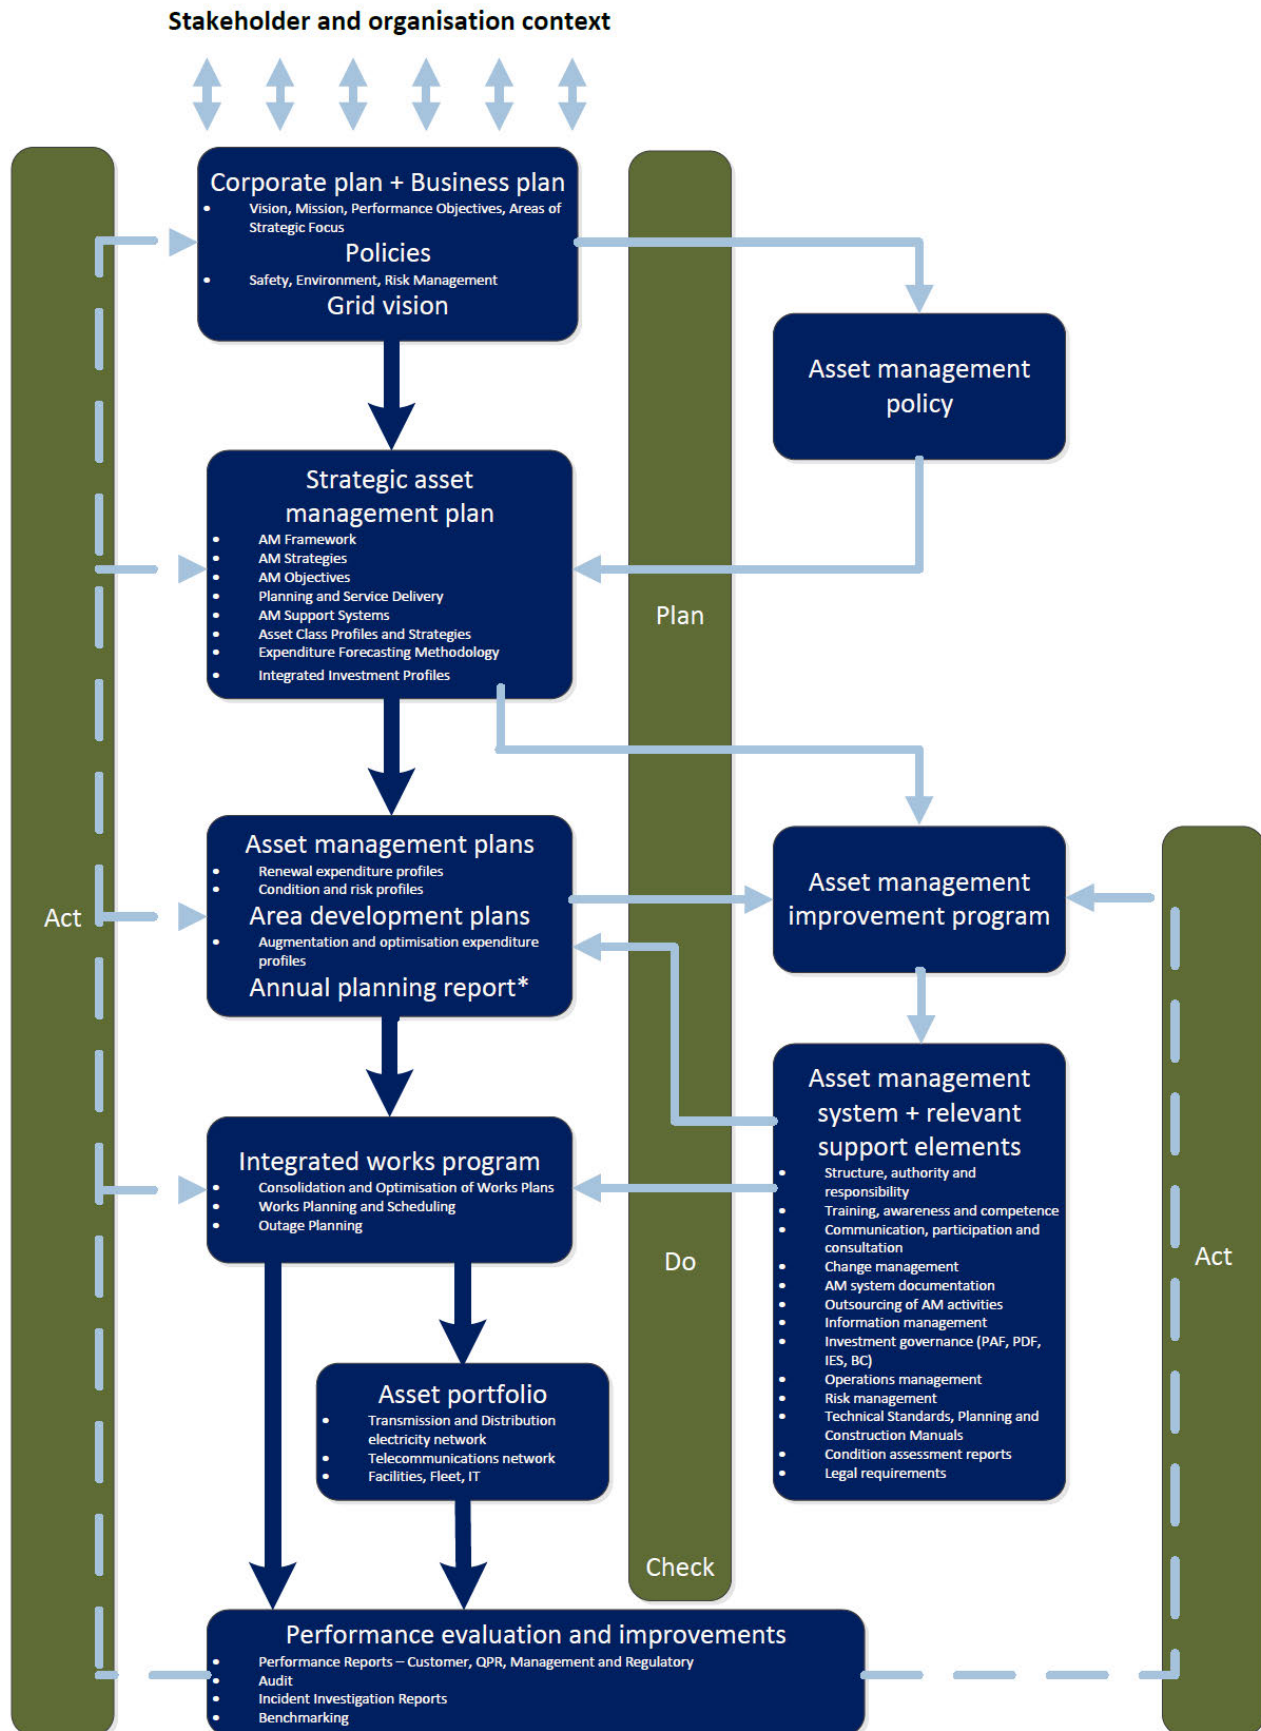 Stakeholder and organisation context
Corporate plan + Business plan
• Vision, Mission, Performance Objectives, Areas of
Strategic Focus
Policies
• Safety, Environment, Risk Management
Grid vision
Asset management
policy
Strategic asset
management plan
• AM Framework
• AM Strategies
• AM Objectives
• Planning and Service Delivery
• AM Support Systems
• Asset Class Profiles and Strategies
• Expenditure Forecasting Methodology
• Integrated Investment Profiles
Plan
Asset management plans
• Renewal expenditure profiles
• Condition and risk profiles
Area development plans
• Augmentation and optimisation expenditure
profiles
Annual planning report*
Act
Asset management
improvement program
Asset management
system + relevant
support elements
• Structure, authority and
responsibility
• Training, awareness and competence
• Communication, participation and
consultation
• Change management
• AM system documentation
• Outsourcing of AM activities
• Information management
• Investment governance (PAF, PDF,
IES, BC)
• Operations management
• Risk management
• Technical Standards, Planning and
Construction Manuals
• Condition assessment reports
• Legal requirements
Integrated works program
• Consolidation and Optimisation of Works Plans
• Works Planning and Scheduling
• Outage Planning
Do
Act
Asset portfolio
• Transmission and Distribution
electricity network
• Telecommunications network
• Facilities, Fleet, IT
Check
Performance evaluation and improvements
• Performance Reports – Customer, QPR, Management and Regulatory
• Audit
• Incident Investigation Reports
• Benchmarking